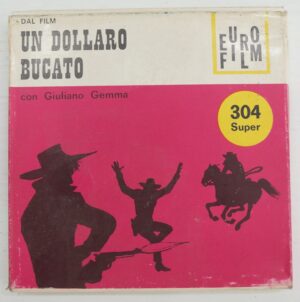 DAL FILM
UN DOLLARO
BUCATO
con Giuliano Gemma
EURO
FILM
304
Super